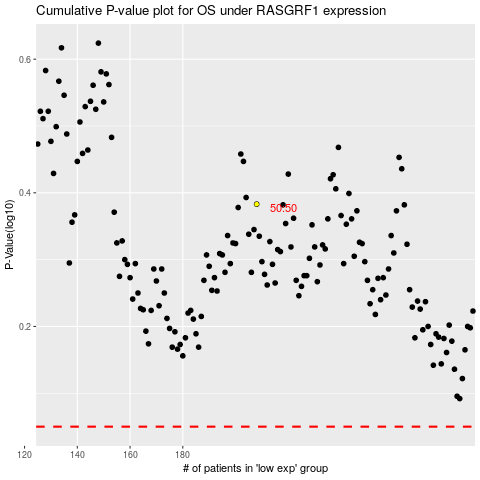 Cumulative P-value plot for OS under RASGRF1 expression
P-Value(log10)
0.6
0.4
0.2
50:50
120 140 160 180
# of patients in 'low exp' group